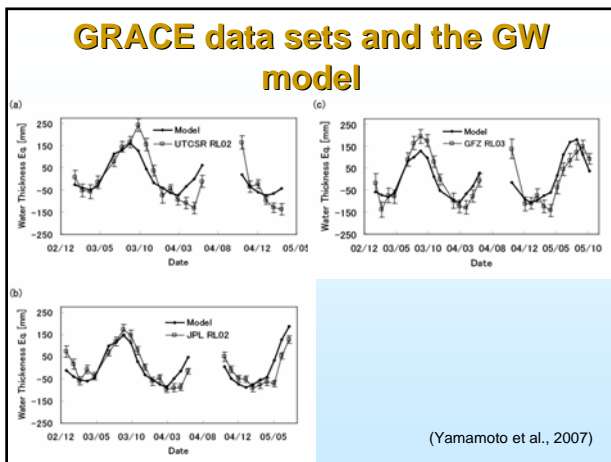 GRACE data sets and the GW
model
(a)
Water Thickness Eq. [mm]
250
150
50
-50
-150
-250
Model
UTCSR RL02
02/12 03/05 03/10 04/03 04/08 04/12 05/05
Date
(c)
Water Thickness Eq. [mm]
250
150
50
-50
-150
-250
Model
GFZ RL03
02/12 03/05 03/10 04/03 04/08 04/12 05/05 05/10
Date
(b)
Water Thickeness Eq. [mm]
250
150
50
-50
-150
-250
Model
JPL RL02
02/12 03/05 03/10 04/03 04/08 04/12 05/05
Date
(Yamamoto et al., 2007)